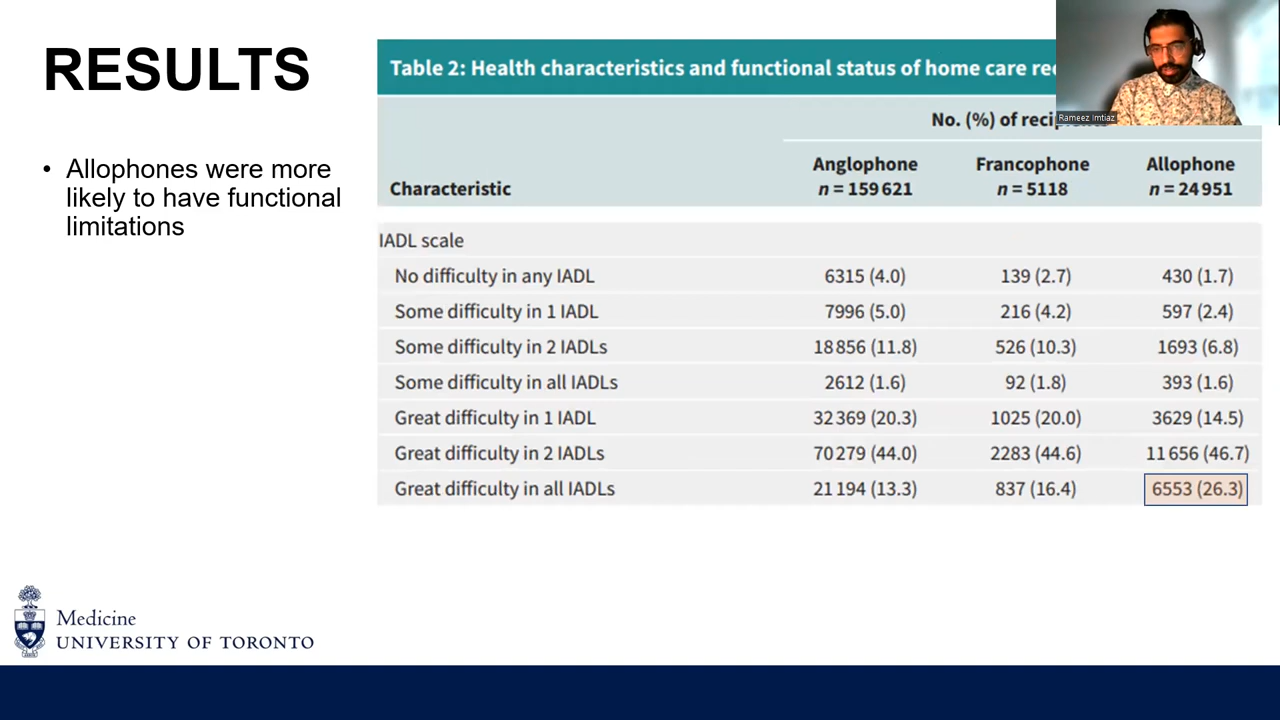 RESULTS
• Allophones were more
likely to have functional
limitations
Table 2: Health characteristics and functional status of home care
No. (%) of
Anglophone Francophone Allophone
Characteristic n = 159 621 n = 5118 n = 24 951
IADL scale
No difficulty in any IADL 6315 (4.0) 139 (2.7) 430 (1.7)
Some difficulty in 1 IADL 7996 (5.0) 216 (4.2) 597 (2.4)
Some difficulty in 2 IADLs 18 856 (11.8) 526 (10.3) 1693 (6.8)
Some difficulty in all IADLs 2612 (1.6) 92 (1.8) 393 (1.6)
Great difficulty in 1 IADL 32 369 (20.3) 1025 (20.0) 3629 (14.5)
Great difficulty in 2 IADLs 70 279 (44.0) 2283 (44.6) 11 656 (46.7)
Great difficulty in all IADLs 21 194 (13.3) 837 (16.4) 6553 (26.3)
Rameez Imtiaz
Medicine
UNIVERSITY OF TORONTO